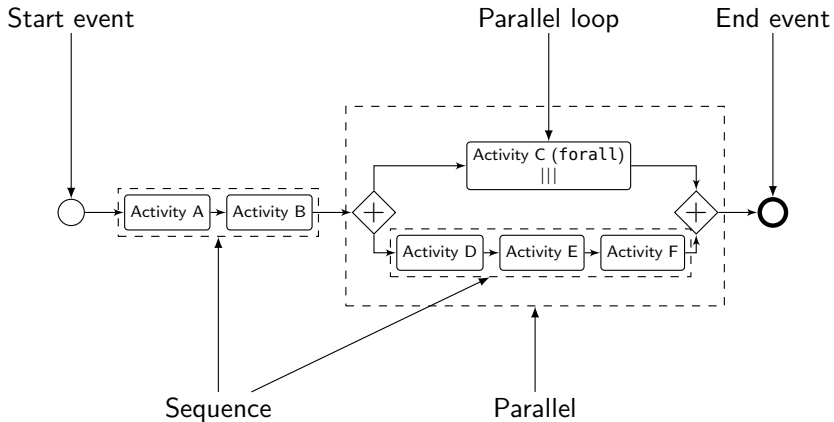 Start event
Parallel loop
End event
Activity C (forall)
|||
Activity A
Activity B
Activity D
Activity E
Activity F
Sequence
Parallel